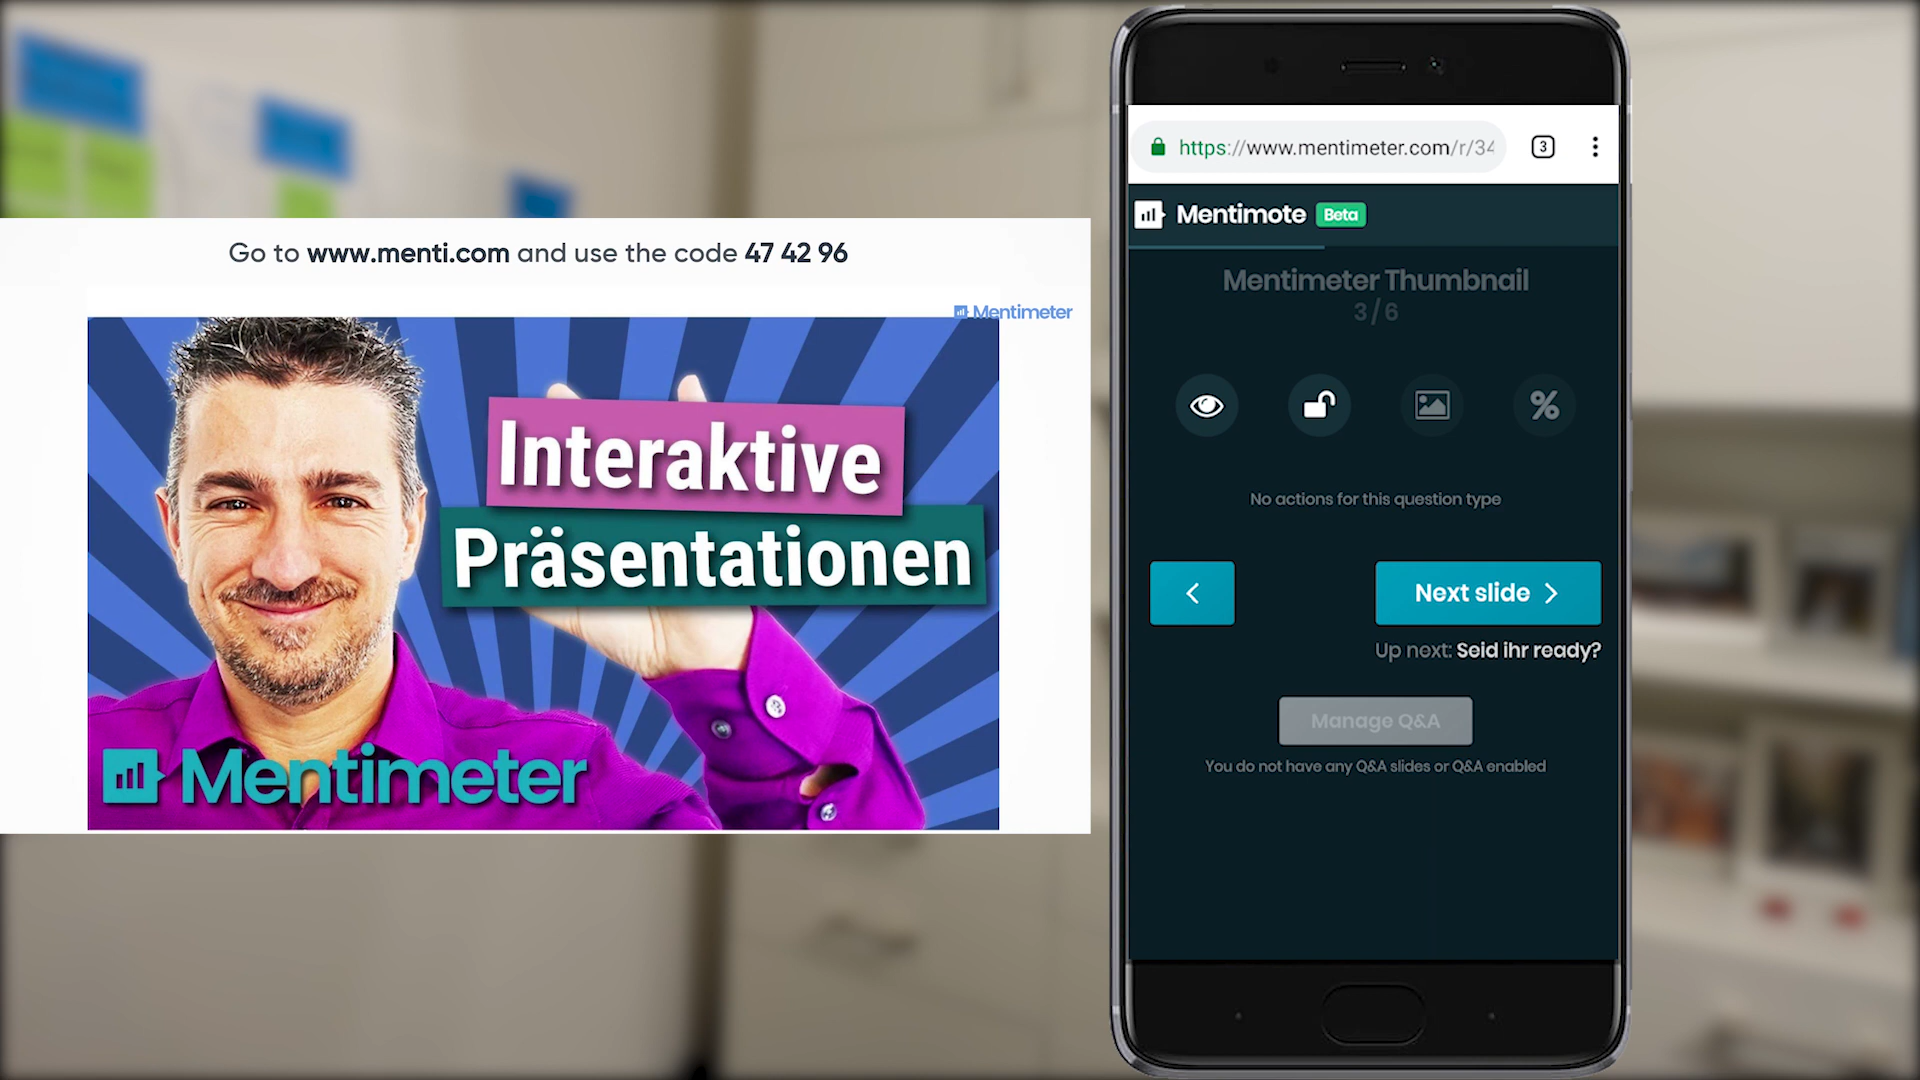 Go to www.menti.com and use the code 47 42 96
Mentimeter
Interaktive
Präsentationen
Mentimeter
https://www.mentimeter.com/r/34
3
Mentimote Beta
Mentimeter Thumbnail
3/6
%
No actions for this question type
Next slide
Up next: Seid ihr ready?
Manage Q&A
You do not have any Q&A slides or Q&A enabled